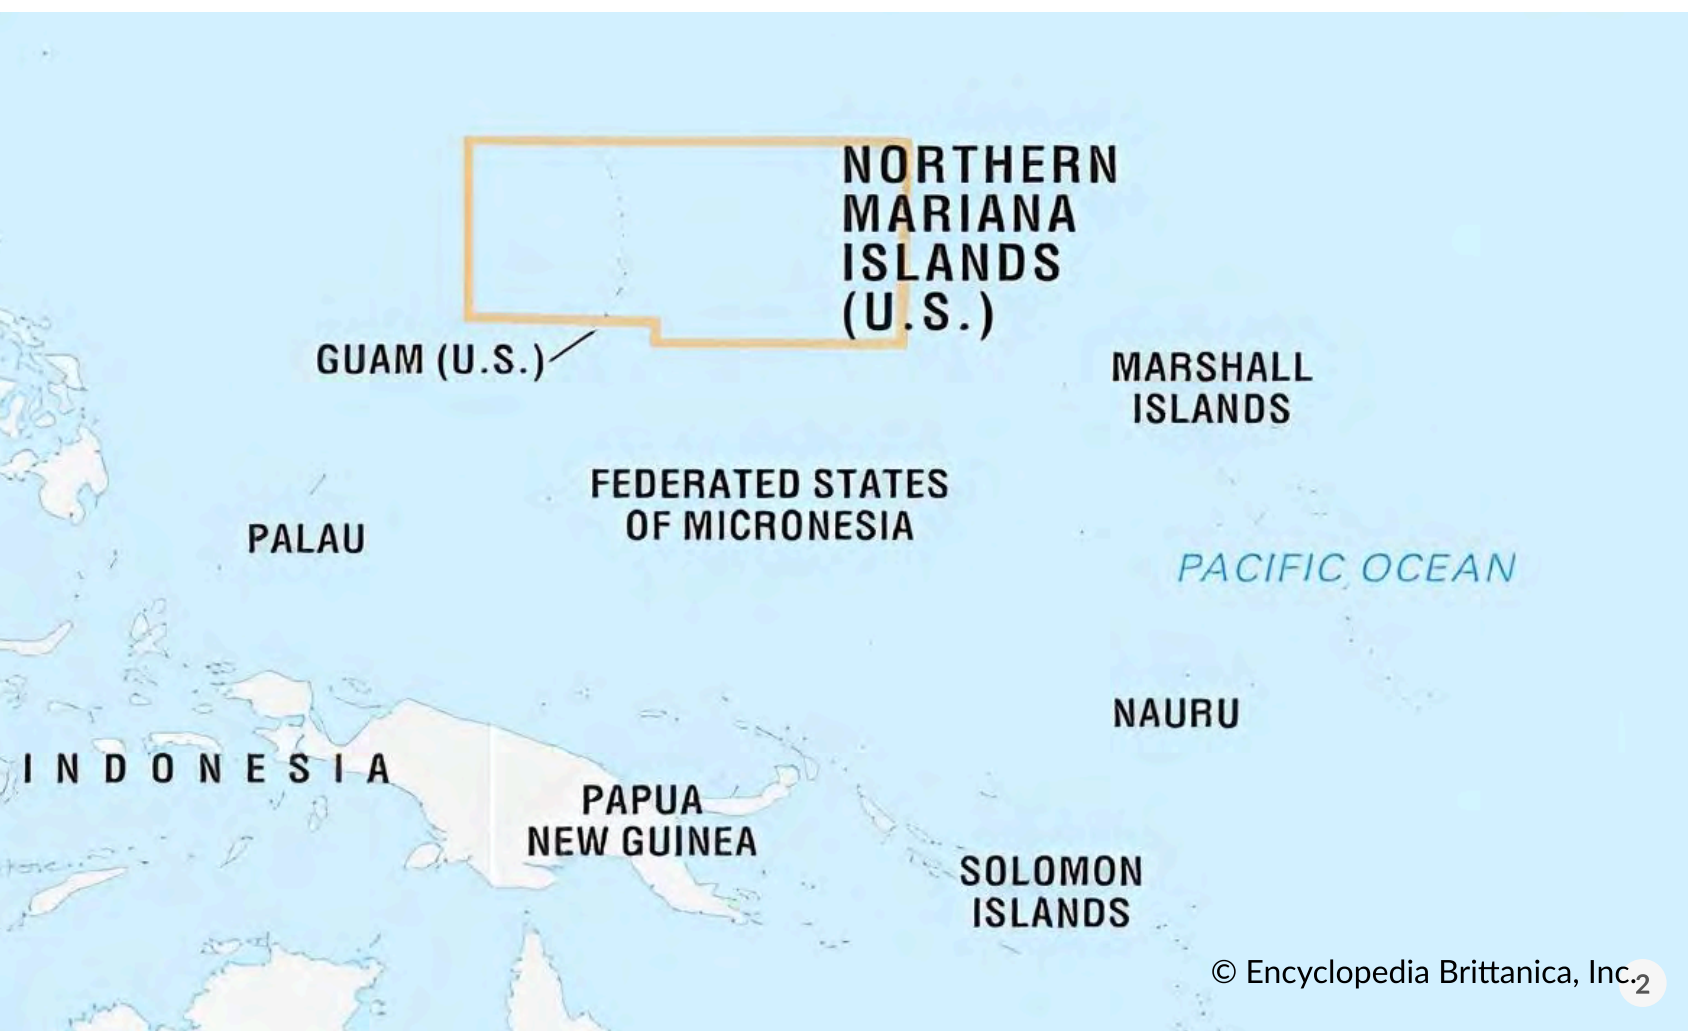 NORTHERN
MARIANA
ISLANDS
(U.S.)
GUAM (U.S.)
MARSHALL
ISLANDS
FEDERATED STATES
OF MICRONESIA
PALAU
PACIFIC OCEAN
NAURU
INDONESIA
PAPUA
NEW GUINEA
SOLOMON
ISLANDS
© Encyclopedia Brittanica, Inc.
2